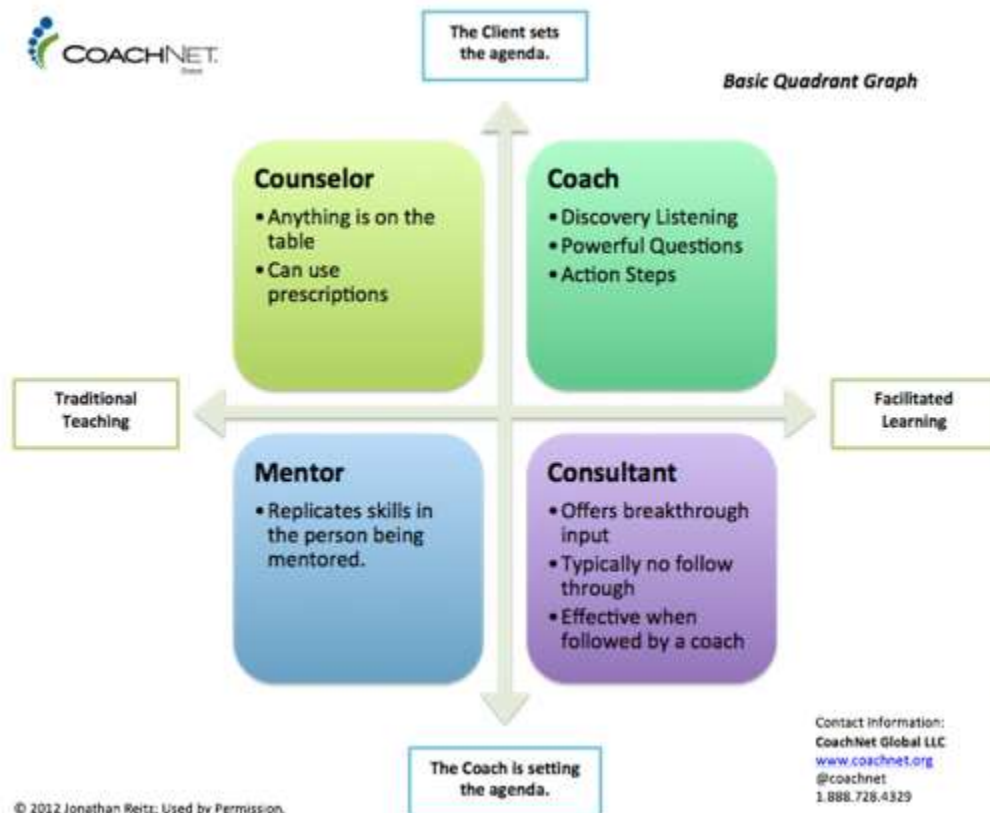 COACHNET.
The Client sets
the agenda.
Basic Quadrant Graph
Counselor
• Anything is on the
table
• Can use
prescriptions
Coach
• Discovery Listening
• Powerful Questions
• Action Steps
Traditional
Teaching
Facilitated
Learning
Mentor
• Replicates skills in
the person being
mentored.
Consultant
• Offers breakthrough
input
• Typically no follow
through
• Effective when
followed by a coach
The Coach is setting
the agenda.
Contact Information:
CoachNet Global LLC
www.coachnet.org
@coachnet
1.888.728.4329
© 2012 Jonathan Reitz; Used by Permission.